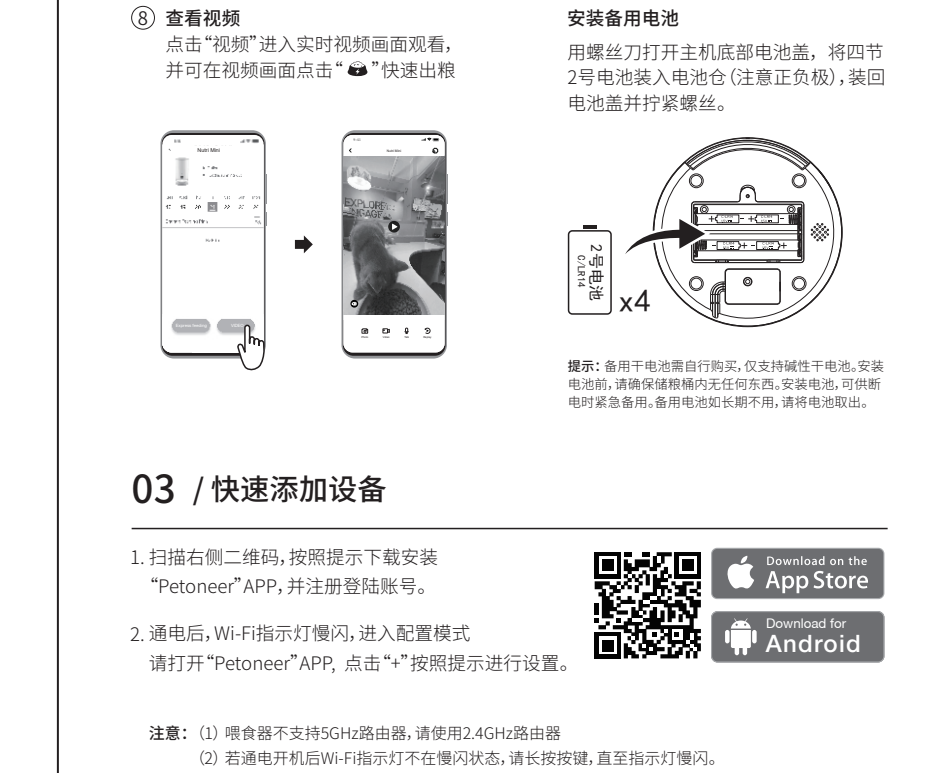 ⑧ 查看视频
点击“视频”进入实时视频画面观看，
并可在视频画面点击“ ”快速出粮
Nutri Mini
Express Feeding
VIDEO
Nutri Mini
EXPLORE
安装备用电池
用螺丝刀打开主机底部电池盖，将四节
2号电池装入电池仓（注意正负极），装回
电池盖并拧紧螺丝。
2号电池
C/LR14
x4
提示：备用干电池需自行购买，仅支持碱性干电池。安装
电池前，请确保储粮桶内无任何东西。安装电池，可供断
电时紧急备用。备用电池如长期不用，请将电池取出。
03 / 快速添加设备
1. 扫描右侧二维码，按照提示下载安装
“Petoneer”APP，并注册登陆账号。
2. 通电后，Wi-Fi指示灯慢闪，进入配置模式
请打开“Petoneer”APP, 点击“+”按照提示进行设置。
Download on the
App Store
Download for
Android
注意：（1）喂食器不支持5GHz路由器，请使用2.4GHz路由器
（2）若通电开机后Wi-Fi指示灯不在慢闪状态，请长按按键，直至指示灯慢闪。